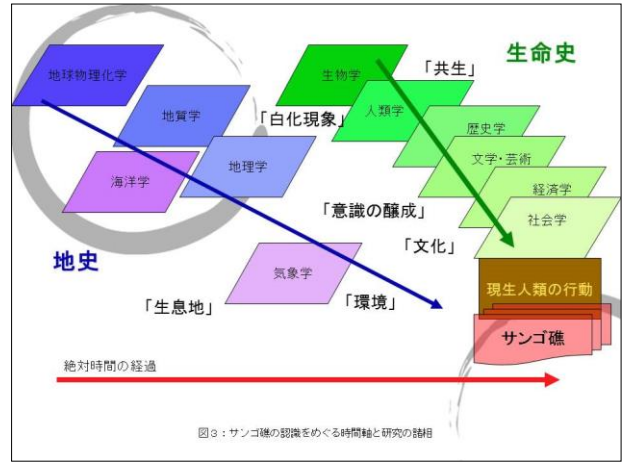 地球物理化学
生物学
生命史
「共生」
地質学
「白化現象」
人類学
歴史学
海洋学
地理学
文学・芸術
経済学
「意識の醸成」
社会学
地史
「文化」
気象学
「生息地」
「環境」
現生人類の行動
サンゴ礁
絶対時間の経過
図3：サンゴ礁の認識をめぐる時間軸と研究の諸相